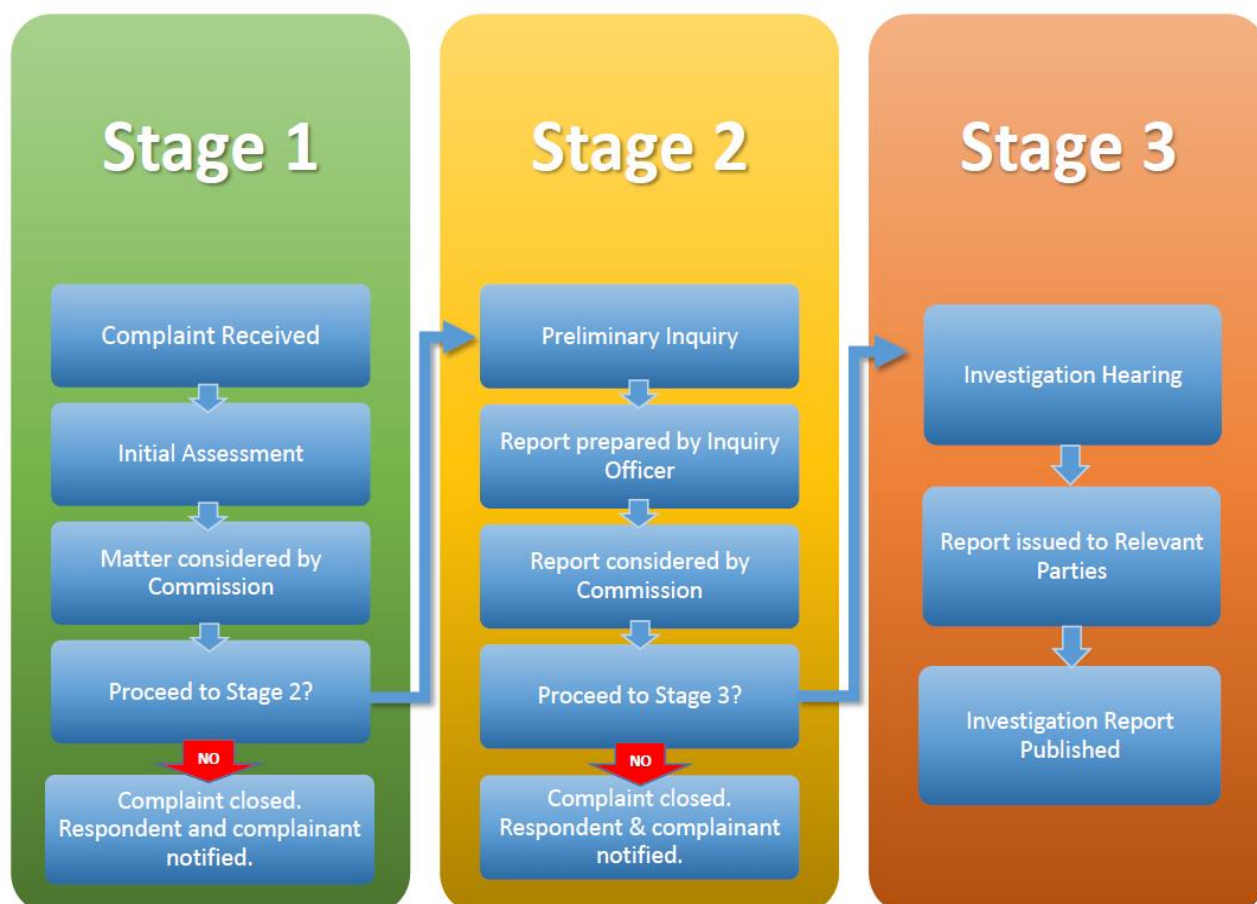 Stage 1
Complaint Received
Initial Assessment
Matter considered by
Commission
Proceed to Stage 2?
NO
Complaint closed.
Respondent and complainant
notified.
Stage 2
Preliminary Inquiry
Report prepared by Inquiry
Officer
Report considered by
Commission
Proceed to Stage 3?
NO
Complaint closed.
Respondent & complainant
notified.
Stage 3
Investigation Hearing
Report issued to Relevant
Parties
Investigation Report
Published